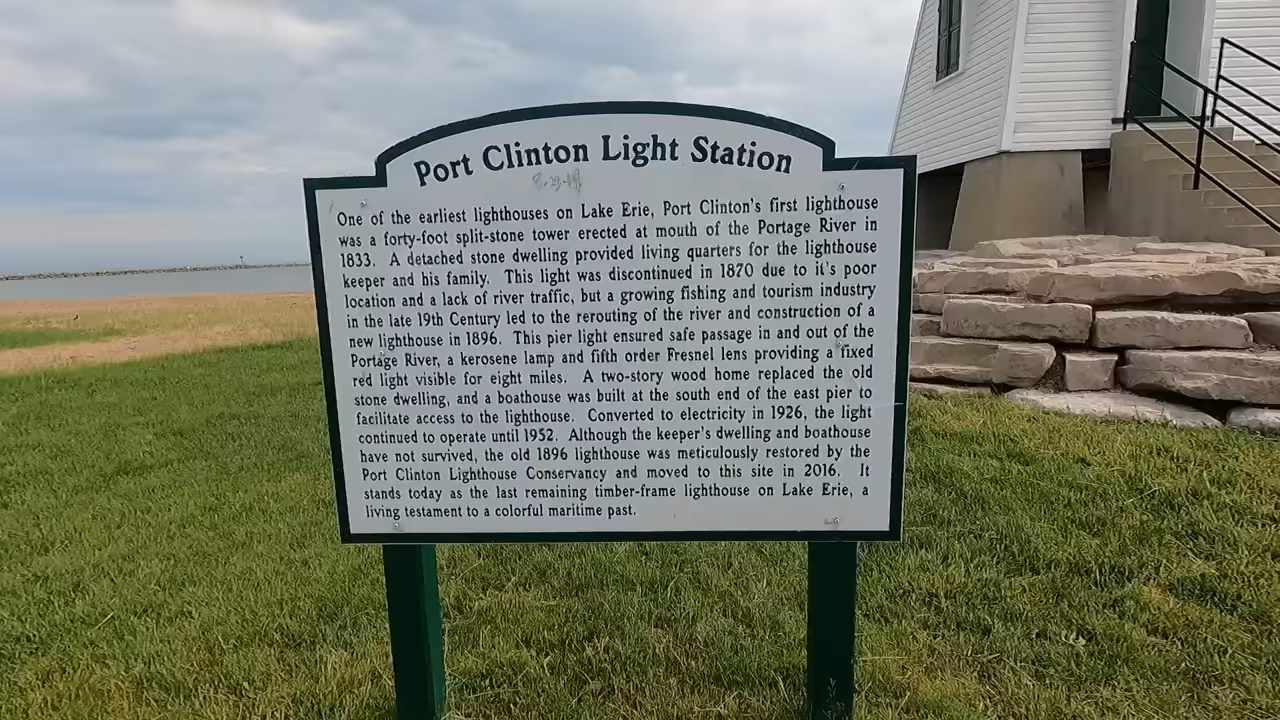 Port Clinton Light Station
One of the earliest lighthouses on Lake Erie, Port Clinton's first lighthouse
was a forty-foot split-stone tower erected at mouth of the Portage River in
1833. A detached stone dwelling provided living quarters for the lighthouse
keeper and his family. This light was discontinued in 1870 due to it's poor
location and a lack of river traffic, but a growing fishing and tourism industry
in the late 19th Century led to the rerouting of the river and construction of a
new lighthouse in 1896. This pier light ensured safe passage in and out of the
Portage River, a kerosene lamp and fifth order Fresnel lens providing a fixed
red light visible for eight miles. A two-story wood home replaced the old
stone dwelling, and a boathouse was built at the south end of the east pier to
facilitate access to the lighthouse. Converted to electricity in 1926, the light
continued to operate until 1952. Although the keeper's dwelling and boathouse
have not survived, the old 1896 lighthouse was meticulously restored by the
Port Clinton Lighthouse Conservancy and moved to this site in 2016. It
stands today as the last remaining timber-frame lighthouse on Lake Erie, a
living testament to a colorful maritime past.